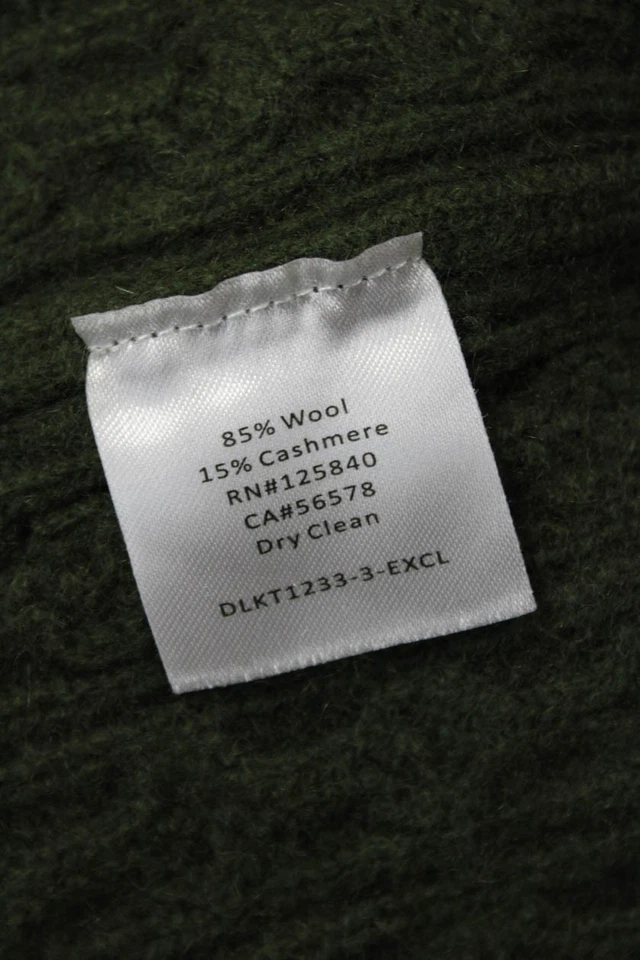 85% Wool
15% Cashmere
RN#125840
CA#56578
Dry Clean
DLKT1233-3-EXCL